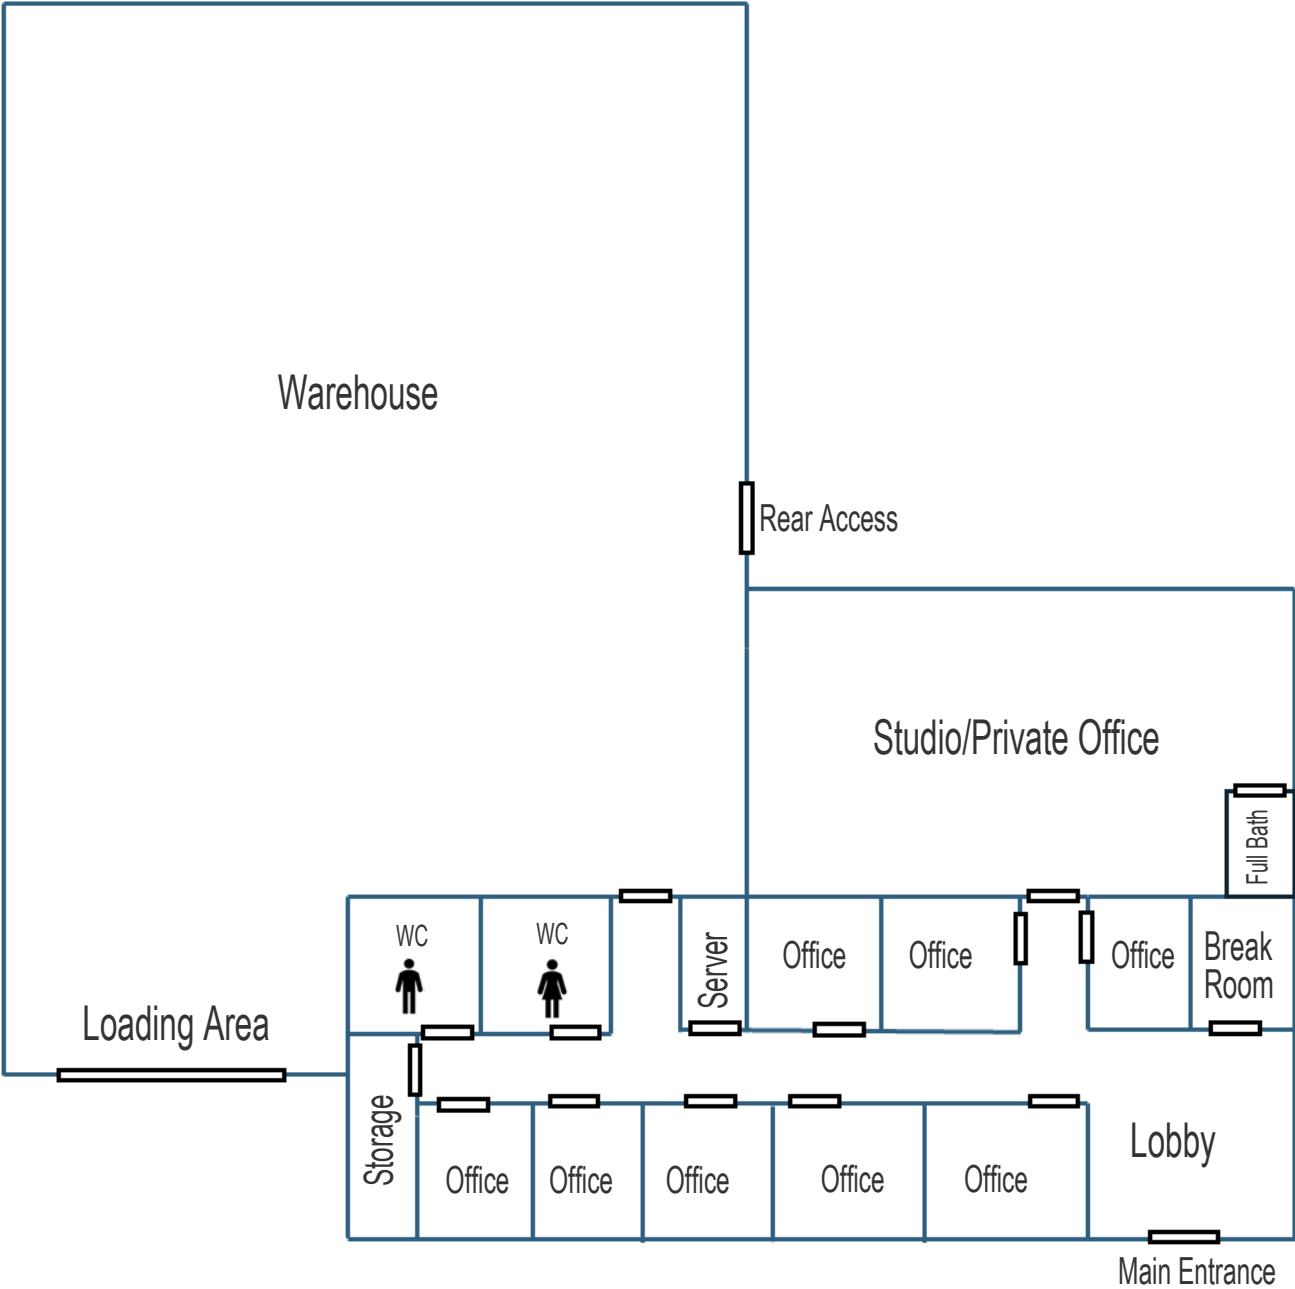 Warehouse
Rear Access
Studio/Private Office
Full Bath
WC
WC
Server
Office
Office
Office
Break
Room
Loading Area
Storage
Office
Office
Office
Office
Office
Lobby
Main Entrance